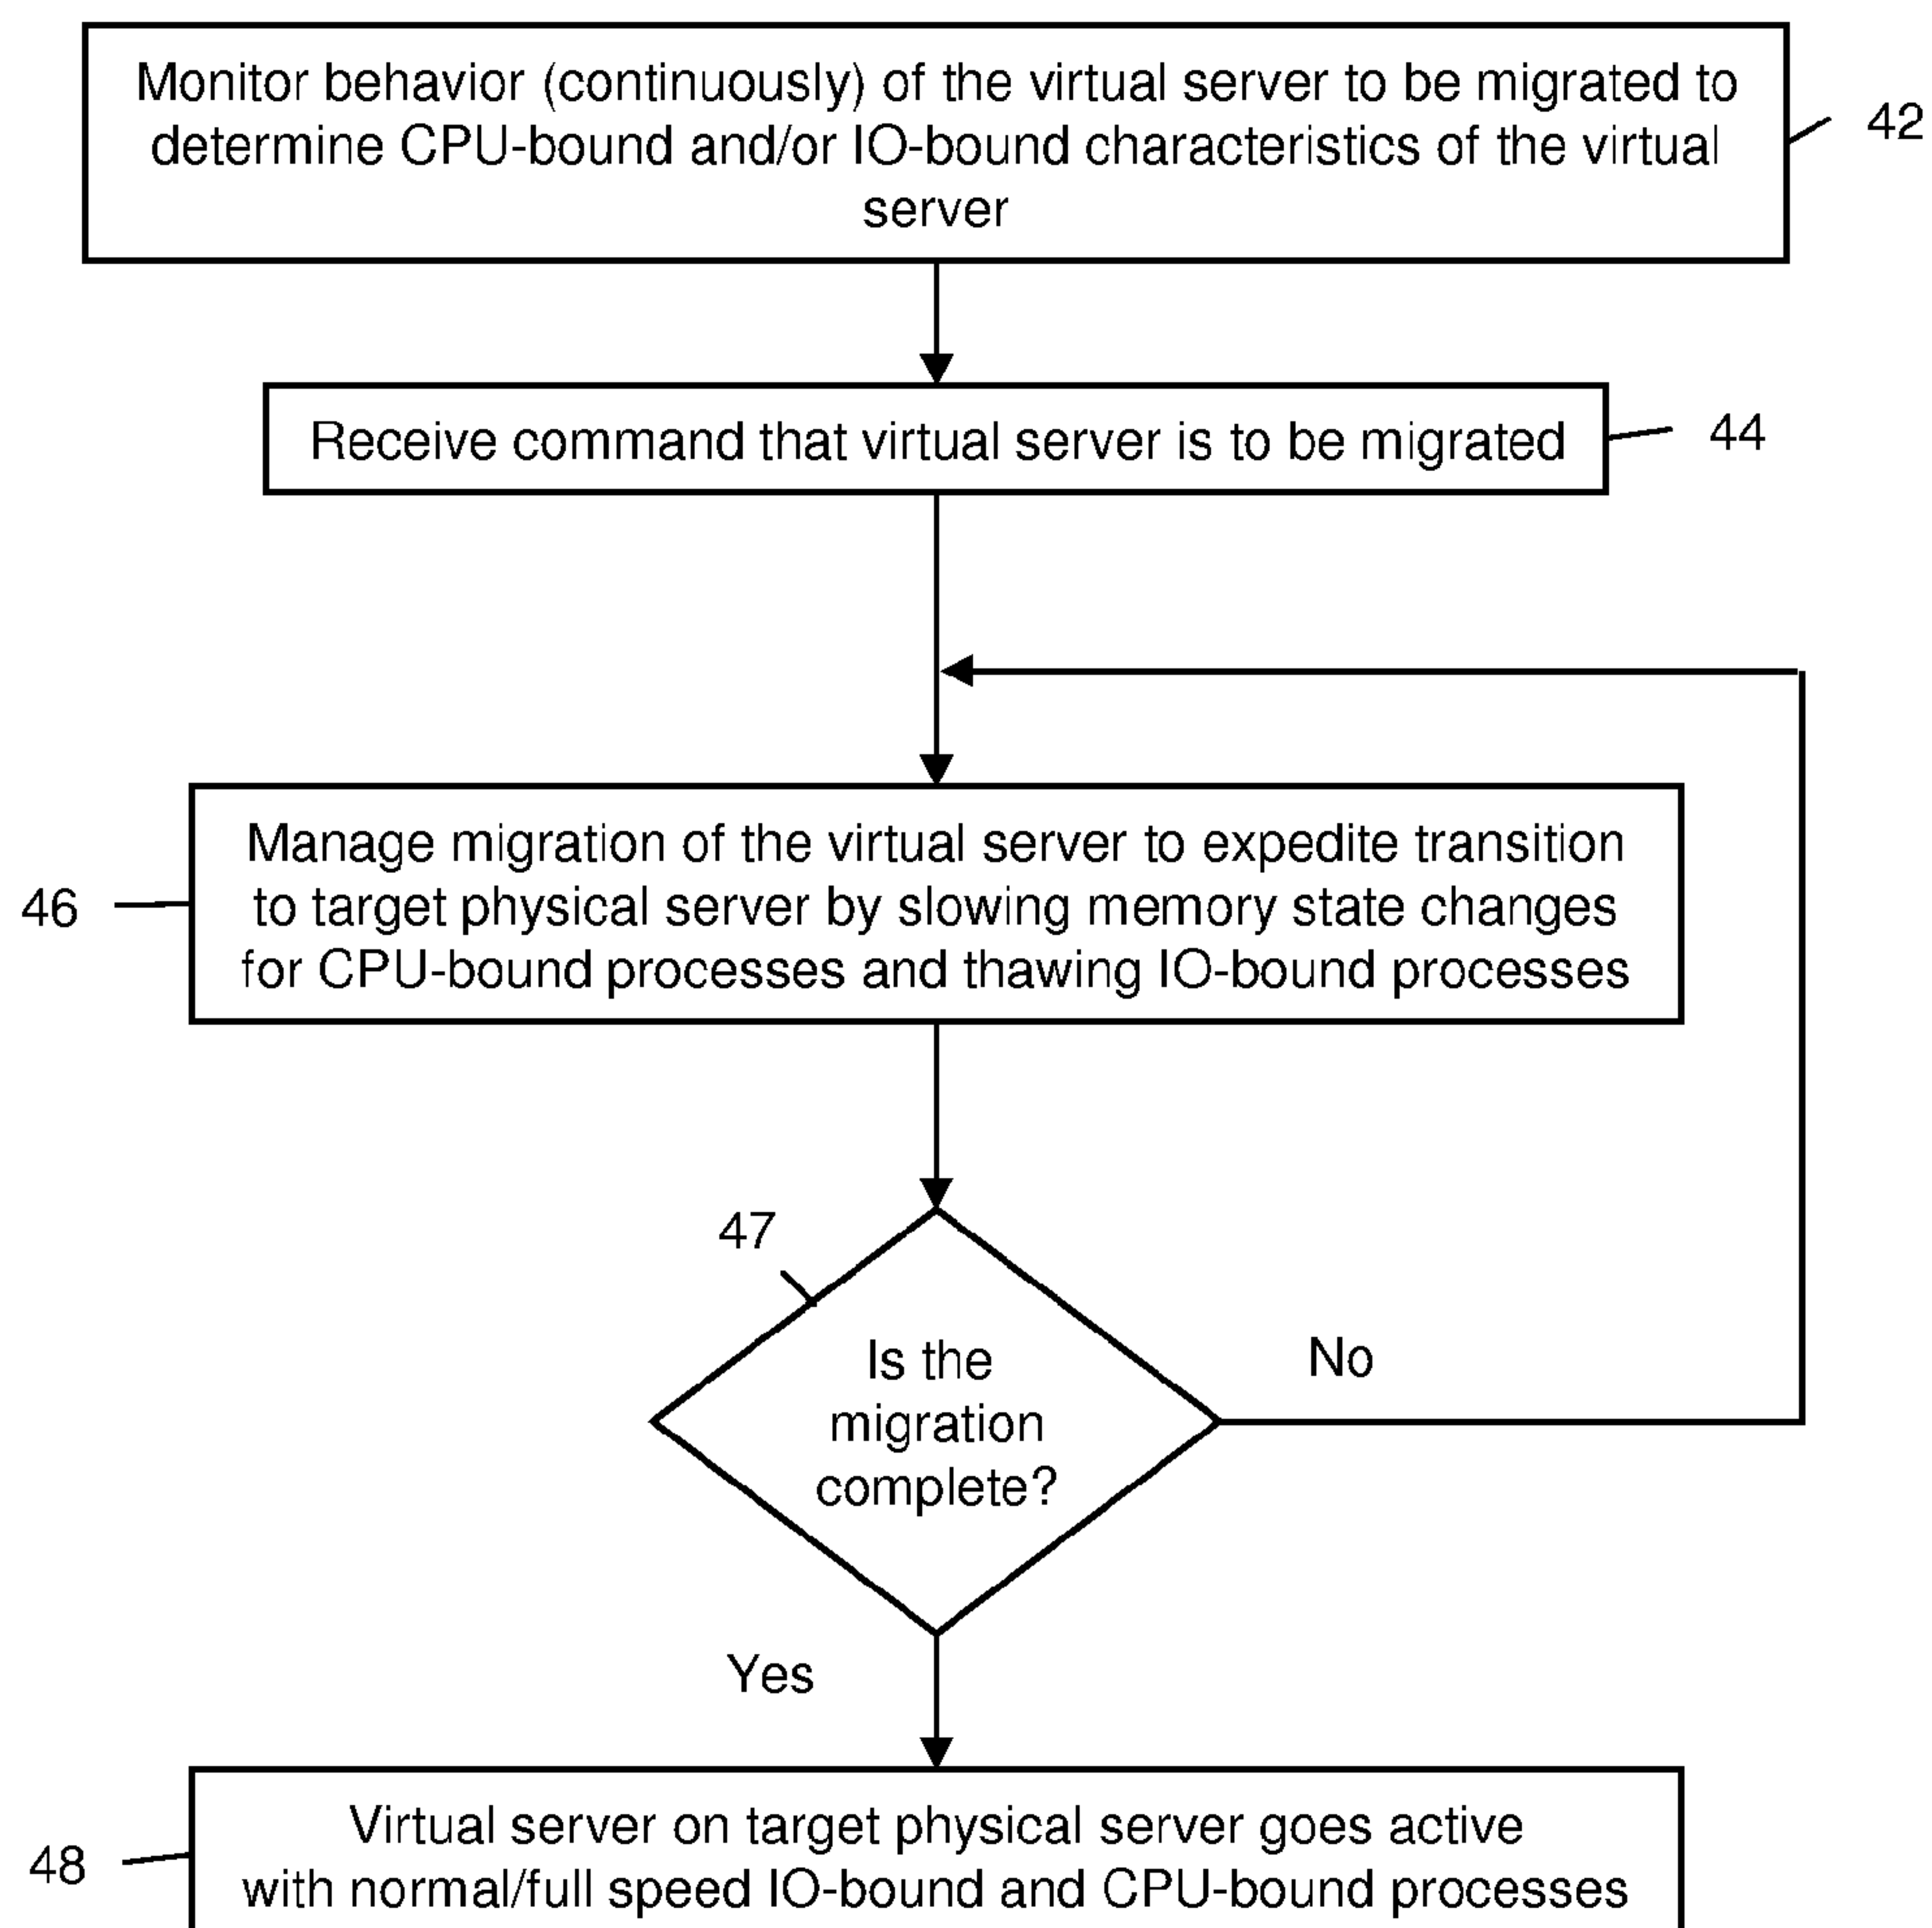 Monitor behavior (continuously) of the virtual server to be migrated to
determine CPU-bound and/or IO-bound characteristics of the virtual
server
42
Receive command that virtual server is to be migrated
44
Manage migration of the virtual server to expedite transition
to target physical server by slowing memory state changes
for CPU-bound processes and thawing IO-bound processes
46
47
Is the
migration
complete?
No
Yes
Virtual server on target physical server goes active
with normal/full speed IO-bound and CPU-bound processes
48